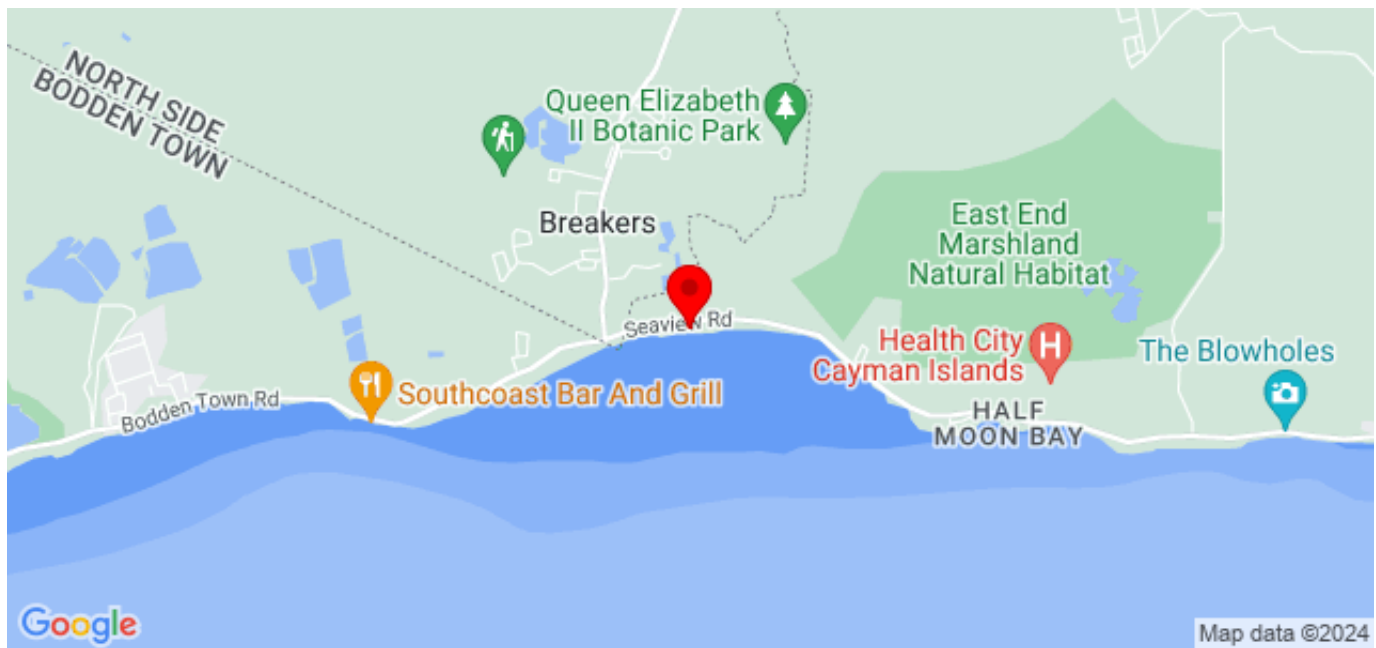 NORTH SIDE
BODDEN TOWN
Queen Elizabeth
II Botanic Park
Breakers
East End
Marshland
Natural Habitat
Seaview Rd
Health City
Cayman Islands
H
The Blowholes
Southcoast Bar And Grill
Bodden Town Rd
HALF
MOON BAY
Google
Map data ©2024